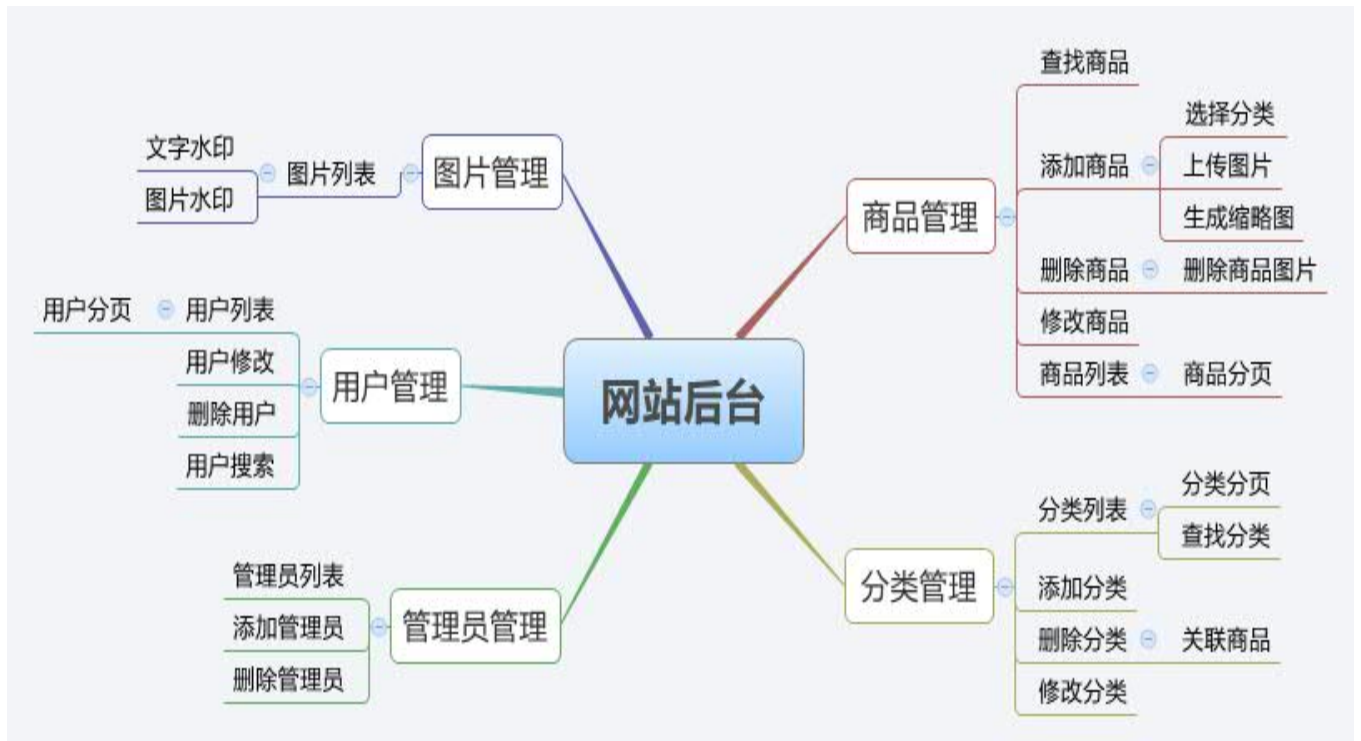 网站后台
图片管理
图片列表
文字水印
图片水印
用户管理
用户列表
用户分页
用户修改
删除用户
用户搜索
管理员管理
管理员列表
添加管理员
删除管理员
商品管理
查找商品
添加商品
选择分类
上传图片
生成缩略图
删除商品
删除商品图片
修改商品
商品列表
商品分页
分类管理
分类列表
分类分页
查找分类
添加分类
删除分类
关联商品
修改分类